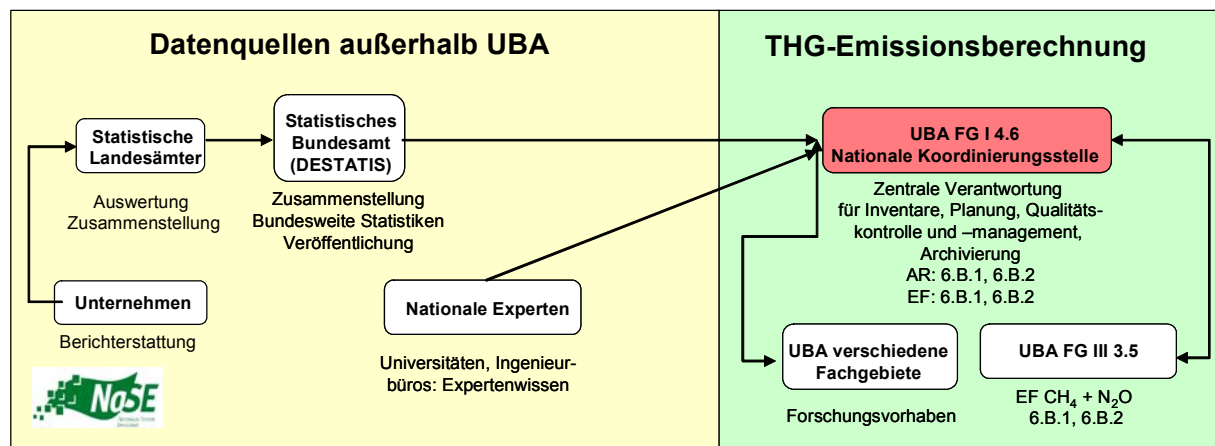 Datenquellen außerhalb UBA
Statistische
Landesämter
Auswertung
Zusammenstellung
Unternehmen
Berichterstattung
Statistisches
Bundesamt
(DESTATIS)
Zusammenstellung
Bundesweite Statistiken
Veröffentlichung
Nationale Experten
Universitäten, Ingenieur-
büros: Expertenwissen
NaSE
THG-Emissionsberechnung
UBA FG I 4.6
Nationale Koordinierungsstelle
Zentrale Verantwortung
für Inventare, Planung, Qualitäts-
kontrolle und –management,
Archivierung
AR: 6.B.1, 6.B.2
EF: 6.B.1, 6.B.2
UBA verschiedene
Fachgebiete
Forschungsvorhaben
UBA FG III 3.5
EF CH₄ + N₂O
6.B.1, 6.B.2